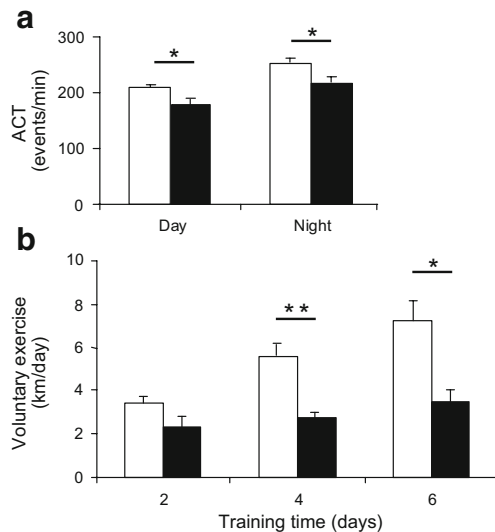 a
300
200
100
0
ACT
(events/min)
*
*
Day
Night
b
10
8
6
4
2
0
Voluntary exercise
(km/day)
**
*
2
4
6
Training time (days)